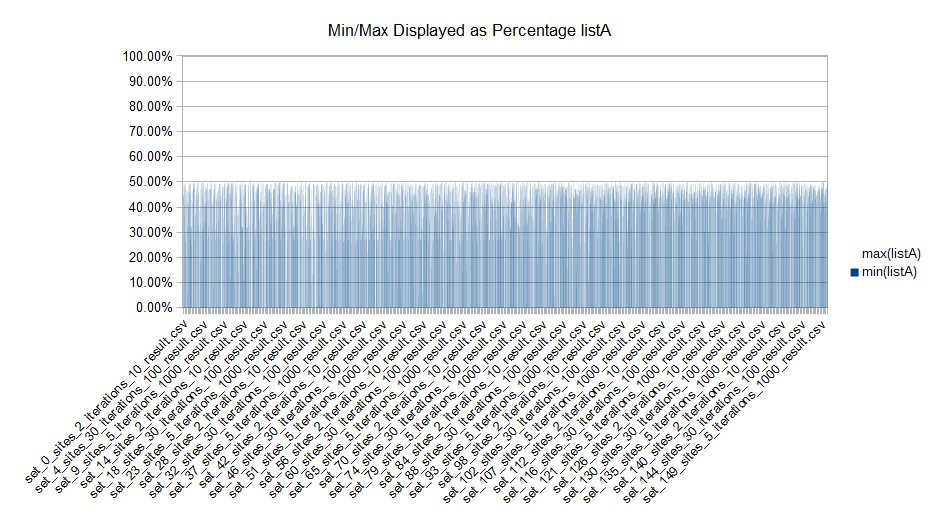 Min/Max Displayed as Percentage listA
100.00%
90.00%
80.00%
70.00%
60.00%
50.00%
40.00%
30.00%
20.00%
10.00%
0.00%
max(listA)
min(listA)
set_0_sites_2_iterations_10_result.csv
set_4_sites_30_iterations_100_result.csv
set_9_sites_5_iterations_1000_result.csv
set_14_sites_2_iterations_10_result.csv
set_18_sites_30_iterations_100_result.csv
set_23_sites_5_iterations_1000_result.csv
set_28_sites_2_iterations_10_result.csv
set_32_sites_30_iterations_100_result.csv
set_37_sites_5_iterations_1000_result.csv
set_42_sites_2_iterations_10_result.csv
set_46_sites_30_iterations_100_result.csv
set_51_sites_5_iterations_1000_result.csv
set_56_sites_2_iterations_10_result.csv
set_60_sites_30_iterations_100_result.csv
set_65_sites_5_iterations_1000_result.csv
set_70_sites_2_iterations_10_result.csv
set_74_sites_30_iterations_100_result.csv
set_79_sites_5_iterations_1000_result.csv
set_84_sites_2_iterations_10_result.csv
set_88_sites_30_iterations_100_result.csv
set_93_sites_5_iterations_1000_result.csv
set_98_sites_2_iterations_10_result.csv
set_102_sites_30_iterations_100_result.csv
set_107_sites_5_iterations_1000_result.csv
set_112_sites_2_iterations_10_result.csv
set_116_sites_30_iterations_100_result.csv
set_121_sites_5_iterations_1000_result.csv
set_126_sites_2_iterations_10_result.csv
set_130_sites_30_iterations_100_result.csv
set_135_sites_5_iterations_1000_result.csv
set_140_sites_2_iterations_10_result.csv
set_144_sites_30_iterations_100_result.csv
set_149_sites_5_iterations_1000_result.csv